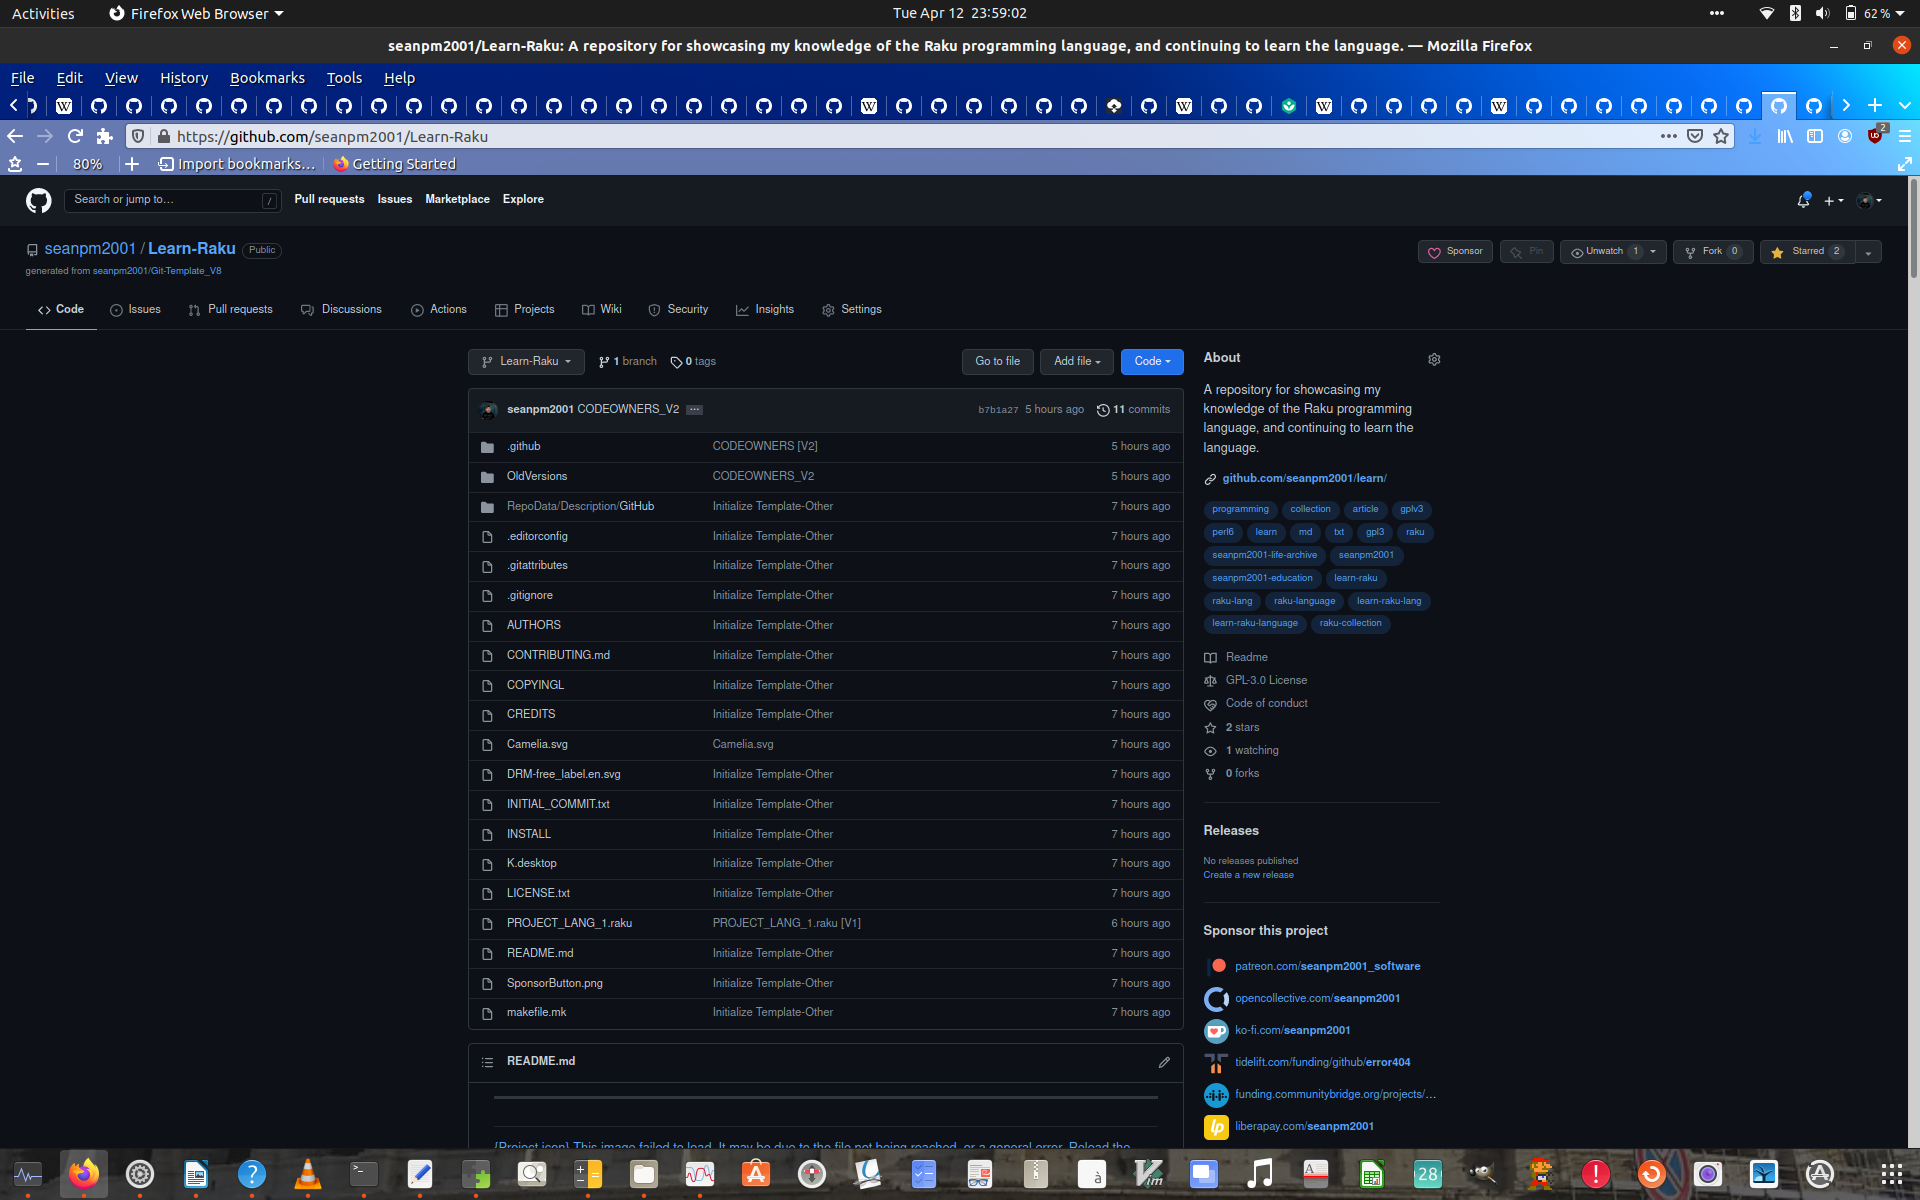 Activities
Firefox Web Browser
Tue Apr 12 23:59:02
62 %
seanpm2001/Learn-Raku: A repository for showcasing my knowledge of the Raku programming language, and continuing to learn the language. — Mozilla Firefox
File Edit View History Bookmarks Tools Help
https://github.com/seanpm2001/Learn-Raku
2
80%
Import bookmarks…
Getting Started
Search or jump to…
/
Pull requests Issues Marketplace Explore
seanpm2001 / Learn-Raku Public
generated from seanpm2001/Git-Template_V8
Sponsor
Pin
Unwatch 1
Fork 0
Starred 2
Code
Issues
Pull requests
Discussions
Actions
Projects
Wiki
Security
Insights
Settings
Learn-Raku
1 branch
0 tags
Go to file
Add file
Code
seanpm2001 CODEOWNERS_V2 ... b7b1a27 5 hours ago 11 commits
.github CODEOWNERS [V2] 5 hours ago
OldVersions CODEOWNERS_V2 5 hours ago
RepoData/Description/GitHub Initialize Template-Other 7 hours ago
.editorconfig Initialize Template-Other 7 hours ago
.gitattributes Initialize Template-Other 7 hours ago
.gitignore Initialize Template-Other 7 hours ago
AUTHORS Initialize Template-Other 7 hours ago
CONTRIBUTING.md Initialize Template-Other 7 hours ago
COPYINGL Initialize Template-Other 7 hours ago
CREDITS Initialize Template-Other 7 hours ago
Camelia.svg Camelia.svg 7 hours ago
DRM-free_label.en.svg Initialize Template-Other 7 hours ago
INITIAL_COMMIT.txt Initialize Template-Other 7 hours ago
INSTALL Initialize Template-Other 7 hours ago
K.desktop Initialize Template-Other 7 hours ago
LICENSE.txt Initialize Template-Other 7 hours ago
PROJECT_LANG_1.raku PROJECT_LANG_1.raku [V1] 6 hours ago
README.md Initialize Template-Other 7 hours ago
SponsorButton.png Initialize Template-Other 7 hours ago
makefile.mk Initialize Template-Other 7 hours ago
README.md
{Project icon} This image failed to load. It may be due to the file not being reached, or a general error. Reload the
About
A repository for showcasing my
knowledge of the Raku programming
language, and continuing to learn the
language.
github.com/seanpm2001/learn/
programming collection article gplv3
perl6 learn md txt gpl3 raku
seanpm2001-life-archive seanpm2001
seanpm2001-education learn-raku
raku-lang raku-language learn-raku-lang
learn-raku-language raku-collection
Readme
GPL-3.0 License
Code of conduct
2 stars
1 watching
0 forks
Releases
No releases published
Create a new release
Sponsor this project
patreon.com/seanpm2001_software
opencollective.com/seanpm2001
ko-fi.com/seanpm2001
tidelift.com/funding/github/error404
funding.communitybridge.org/projects/…
liberapay.com/seanpm2001
28